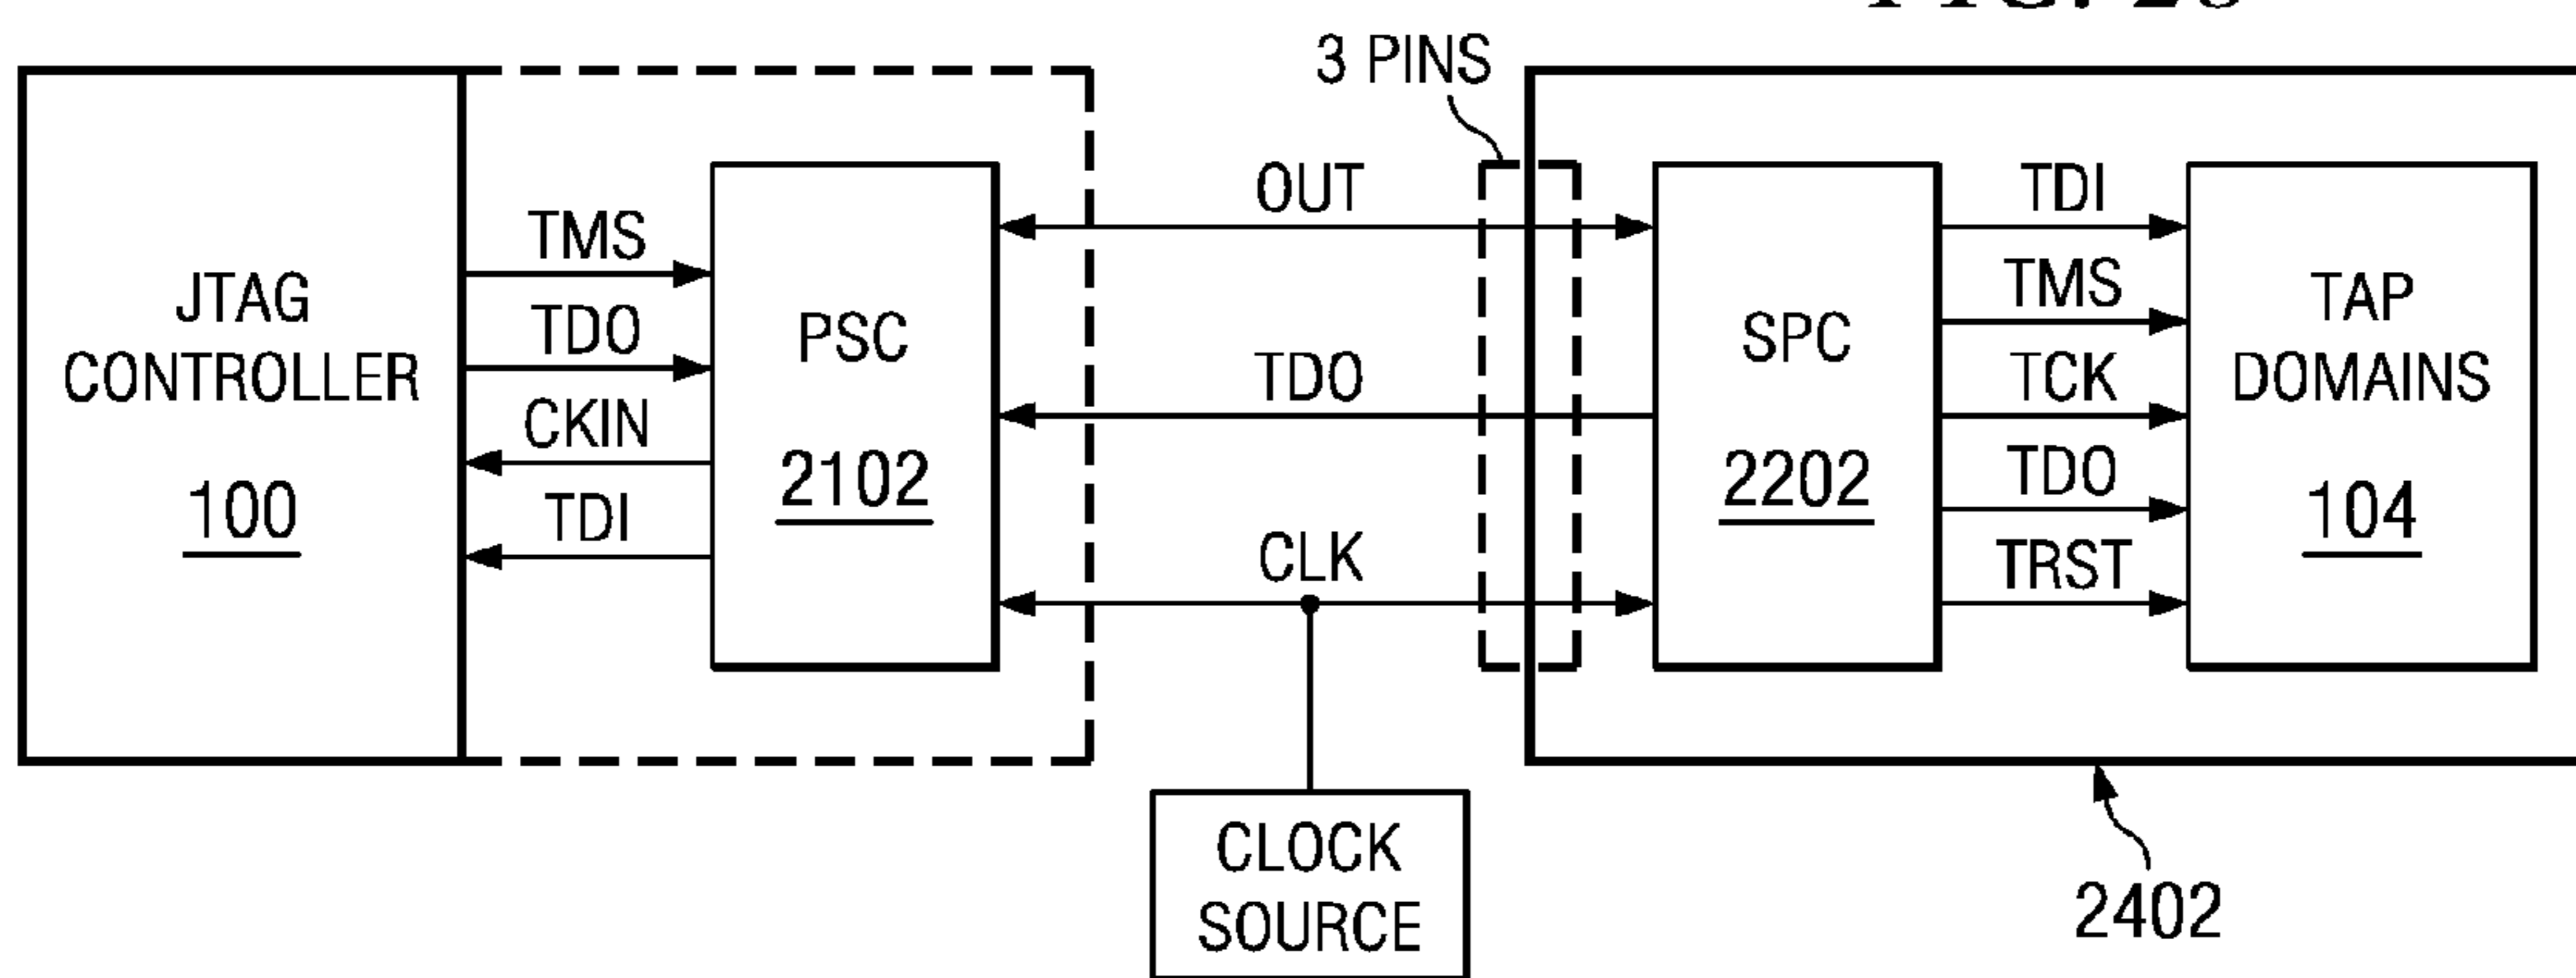 3 PINS
JTAG
CONTROLLER
100
TMS
TDO
CKIN
TDI
PSC
2102
OUT
TDO
CLK
SPC
2202
TDI
TMS
TCK
TDO
TRST
TAP
DOMAINS
104
CLOCK
SOURCE
2402